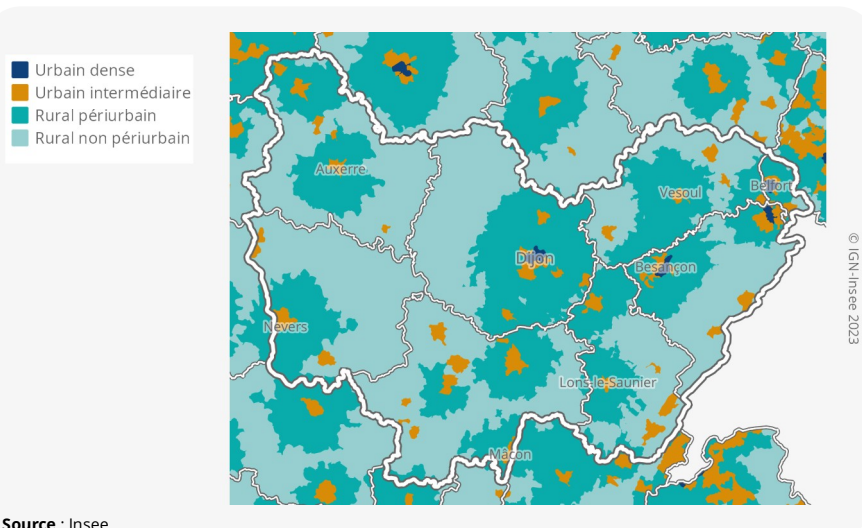 Urbain dense
Urbain intermédiaire
Rural périurbain
Rural non périurbain
Auxerre
Vesoul
Belfort
Dijon
Besançon
Nevers
Lons-le-Saunier
Mâcon
© IGN-Insee 2023
Source : Insee